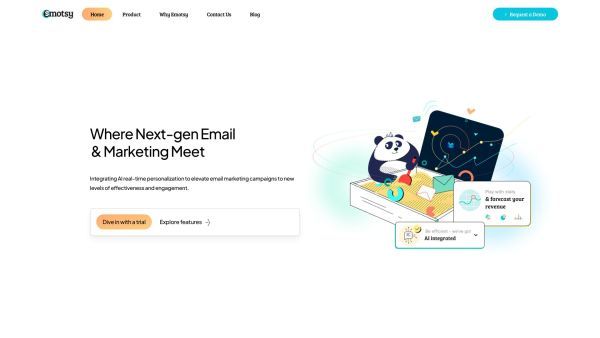 Emotsy
Home
Product
Why Emotsy
Contact Us
Blog
Request a Demo
Where Next-gen Email
& Marketing Meet
Integrating AI real-time personalization to elevate email marketing campaigns to new
levels of effectiveness and engagement.
Dive in with a trial
Explore features →
Play with stats
& forecast your
revenue
Be efficient - we've got
AI integrated